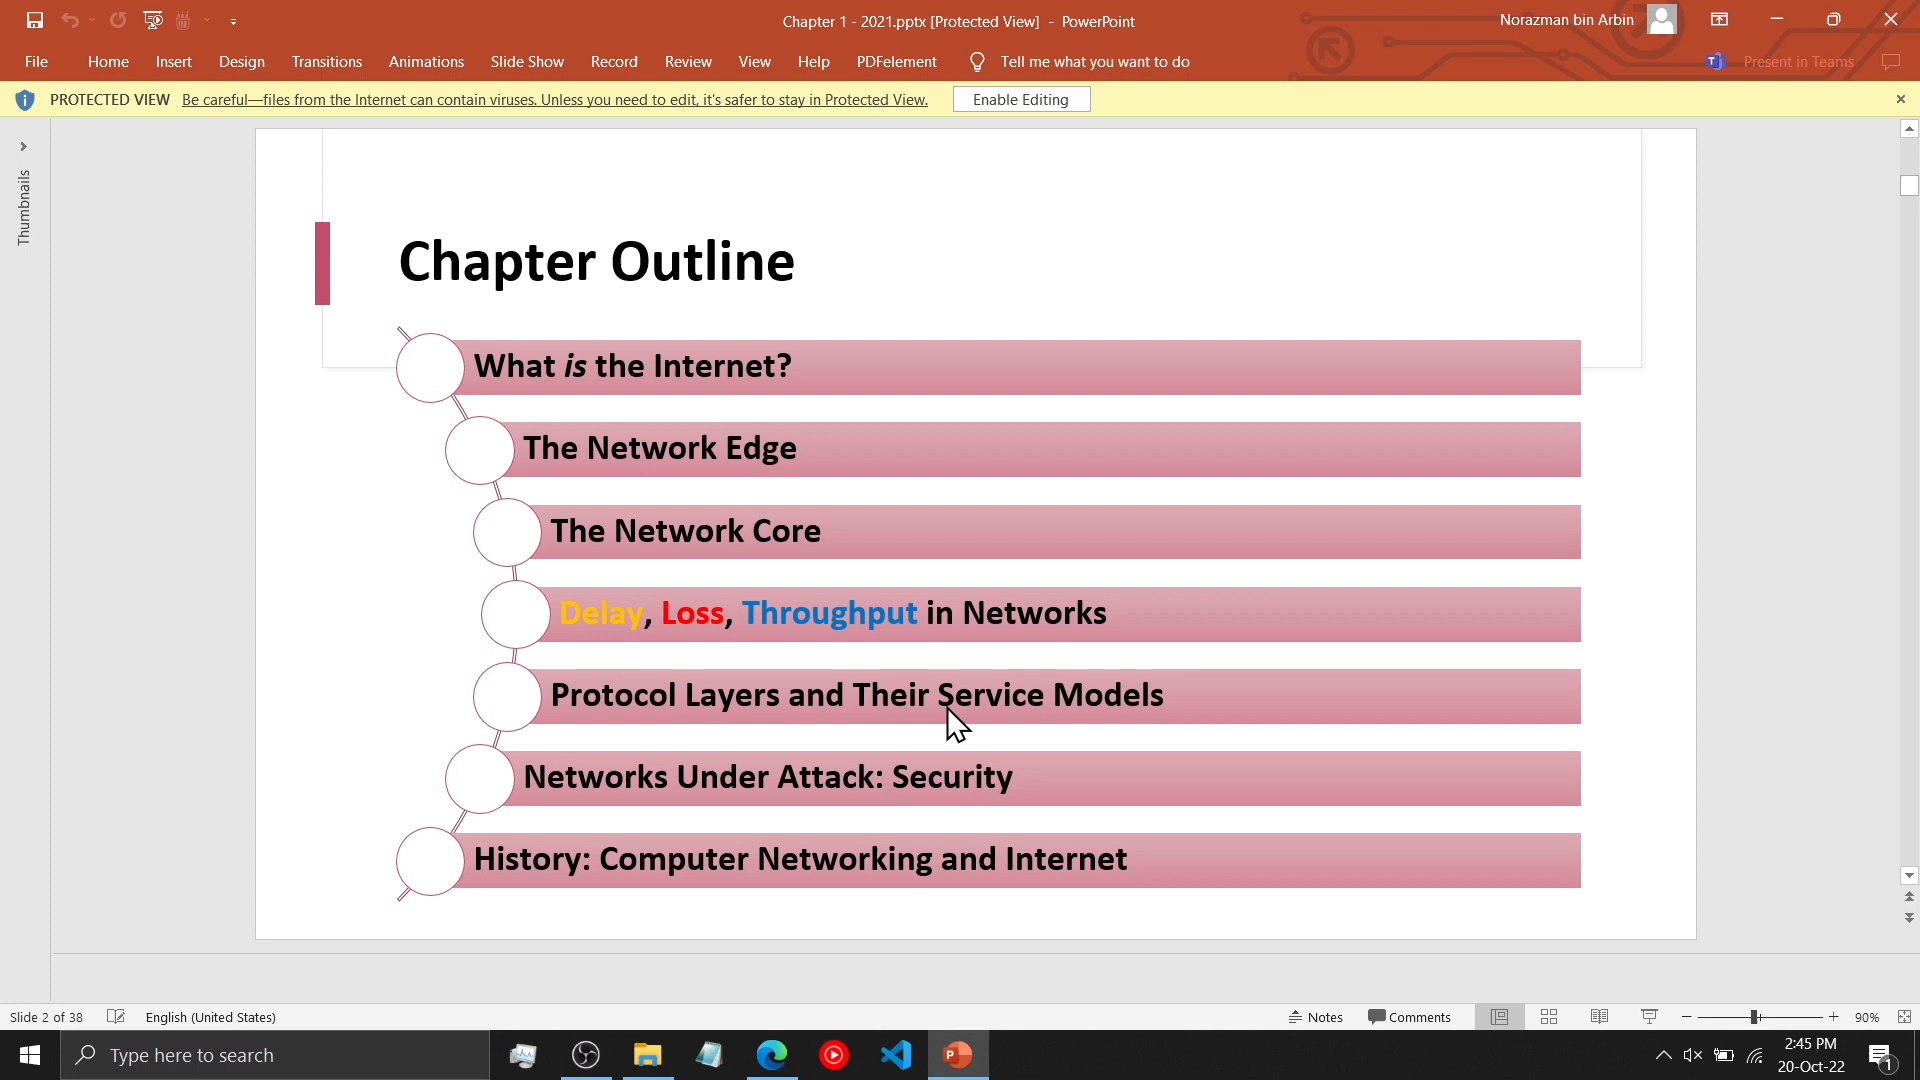 Chapter 1 - 2021.pptx [Protected View] - PowerPoint
Norazman bin Arbin
File Home Insert Design Transitions Animations Slide Show Record Review View Help PDFelement Tell me what you want to do Present in Teams
PROTECTED VIEW Be careful—files from the Internet can contain viruses. Unless you need to edit, it's safer to stay in Protected View. Enable Editing
Thumbnails
Chapter Outline
What is the Internet?
The Network Edge
The Network Core
Delay, Loss, Throughput in Networks
Protocol Layers and Their Service Models
Networks Under Attack: Security
History: Computer Networking and Internet
Slide 2 of 38 English (United States) Notes Comments 90%
Type here to search
2:45 PM
20-Oct-22
1